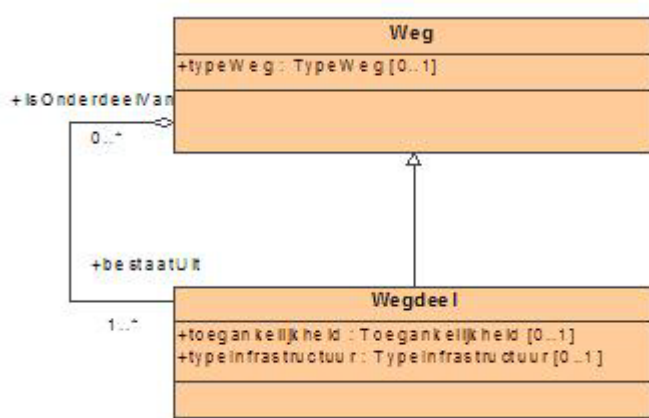 Weg
+typeWeg : TypeWeg [0..1]
+isOnderdeelVan
0..*
+bestaatUit
1..*
Wegdeel
+toegankelijkheid : Toegankelijkheid [0..1]
+typeInfrastructuur : TypeInfrastructuur [0..1]